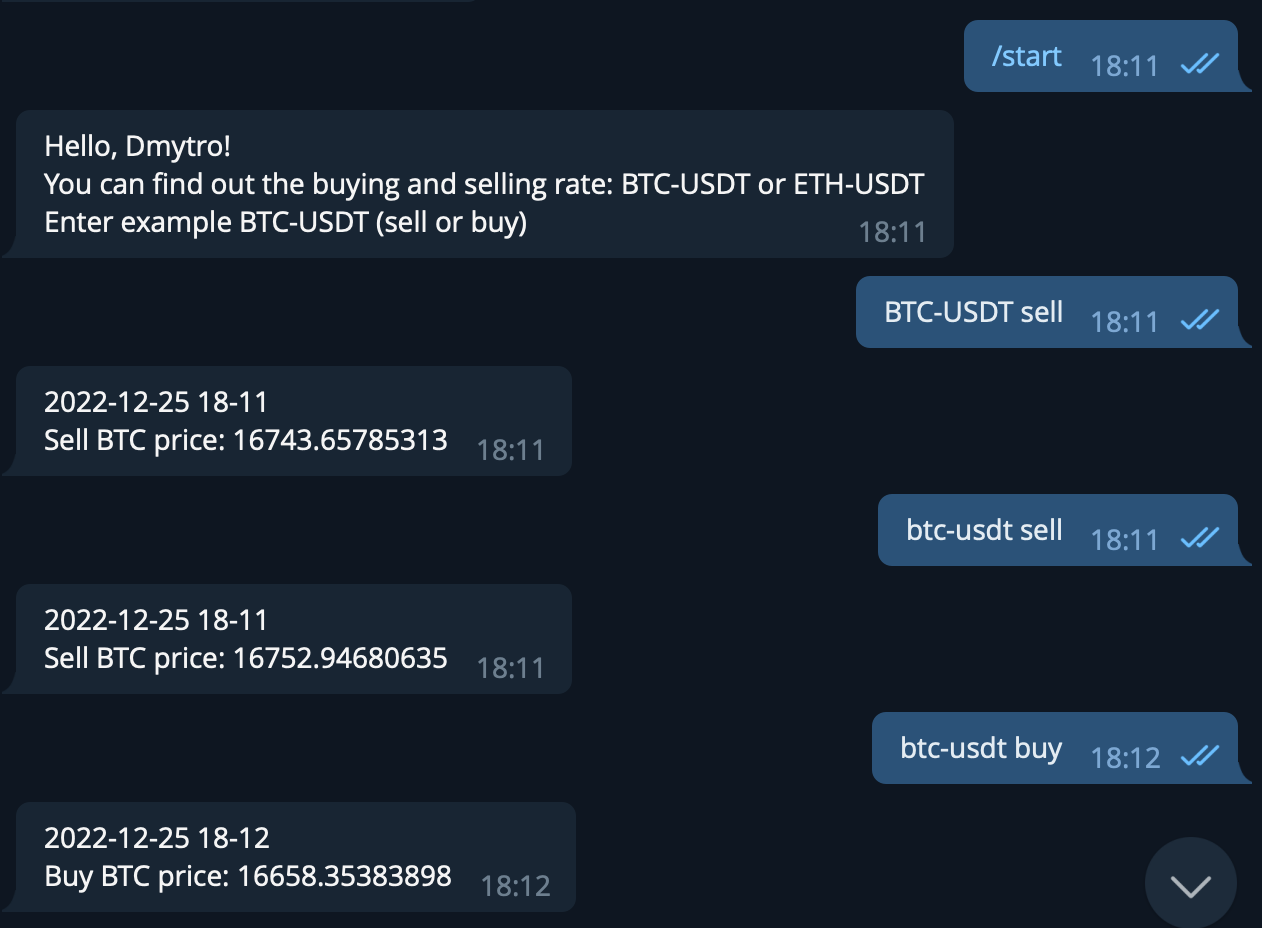 /start 18:11
Hello, Dmytro!
You can find out the buying and selling rate: BTC-USDT or ETH-USDT
Enter example BTC-USDT (sell or buy)
18:11
BTC-USDT sell 18:11
2022-12-25 18-11
Sell BTC price: 16743.65785313 18:11
btc-usdt sell 18:11
2022-12-25 18-11
Sell BTC price: 16752.94680635 18:11
btc-usdt buy 18:12
2022-12-25 18-12
Buy BTC price: 16658.35383898 18:12